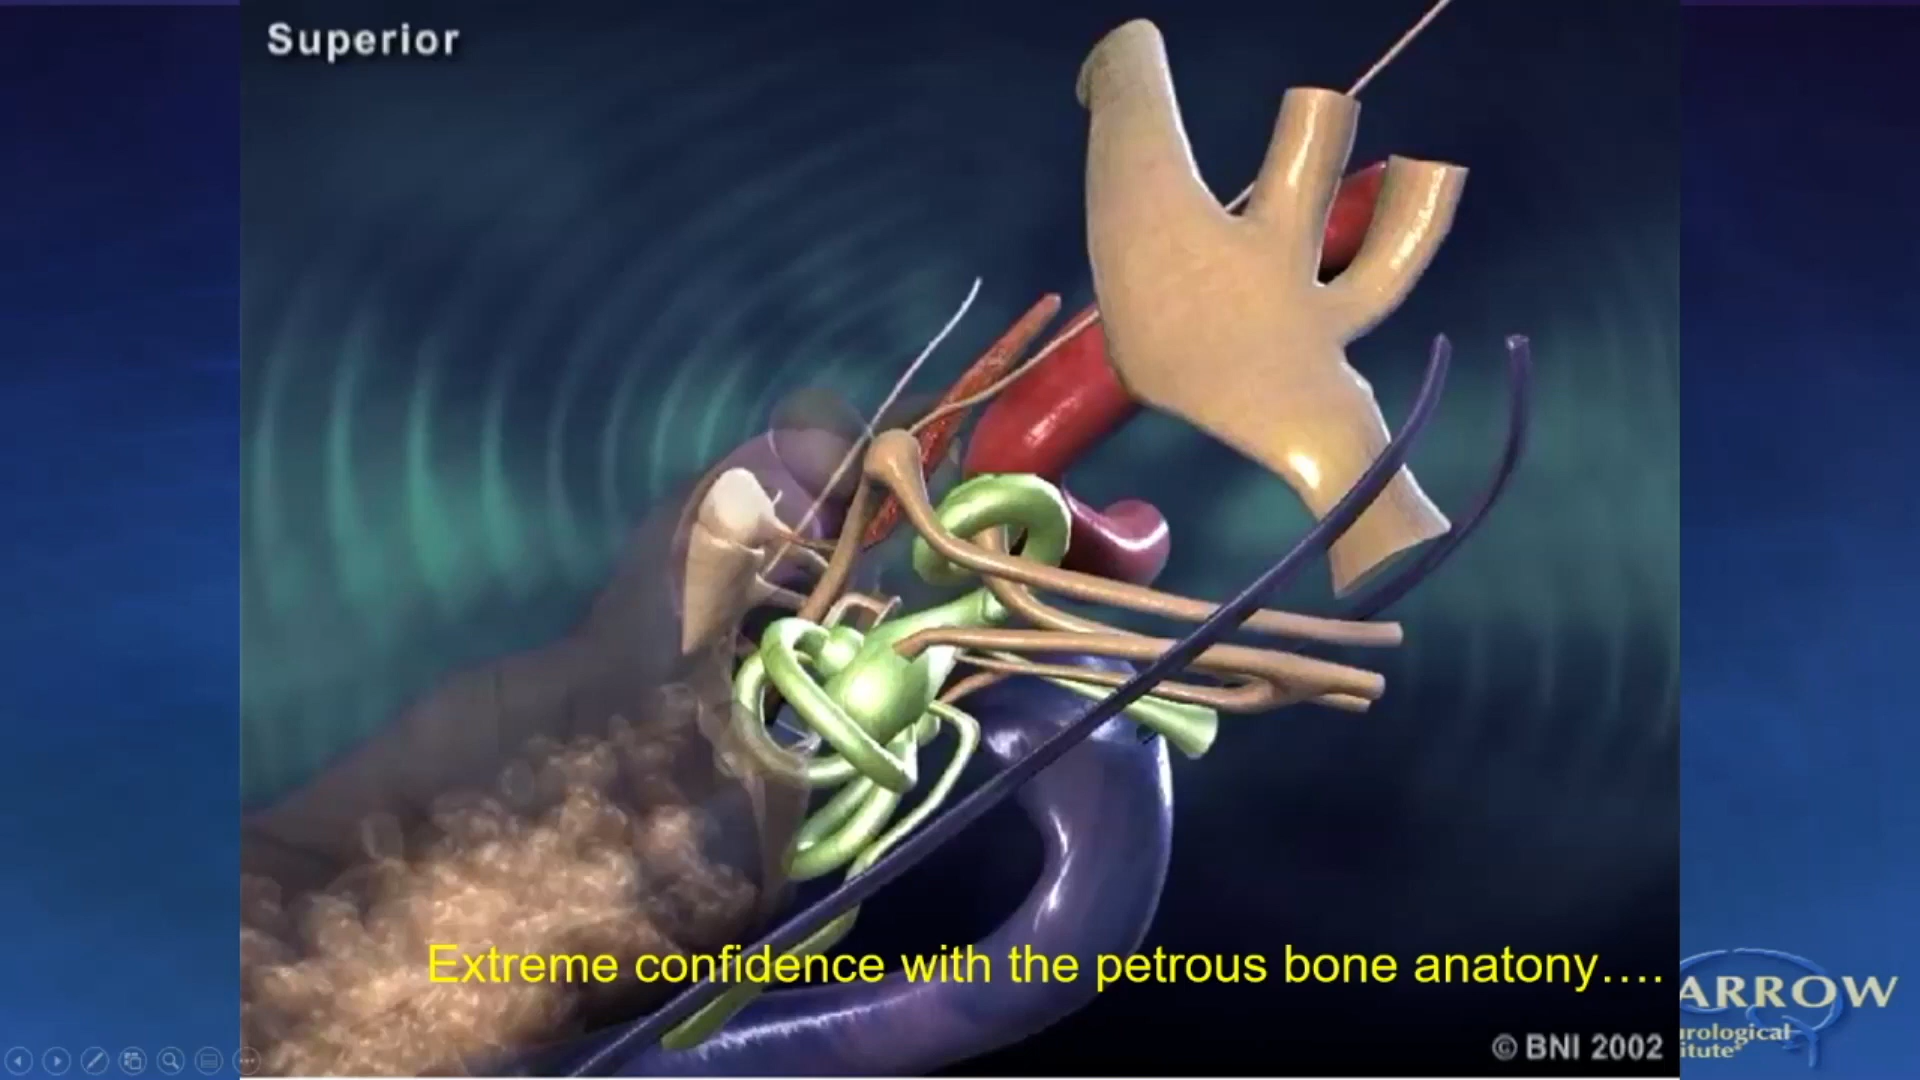 Superior
Extreme confidence with the petrous bone anatony….
ARROW
urological
itute®
© BNI 2002